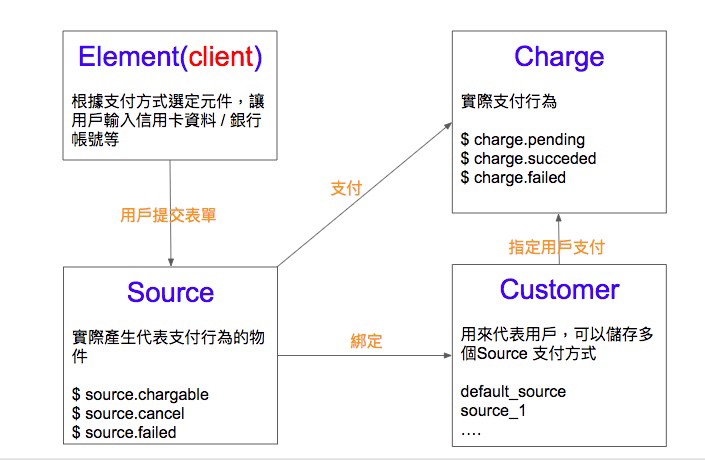 Element(client)
根據支付方式選定元件，讓
用戶輸入信用卡資料 / 銀行
帳號等
Charge
實際支付行為
$ charge.pending
$ charge.succeded
$ charge.failed
支付
用戶提交表單
指定用戶支付
Source
實際產生代表支付行為的物
件
$ source.chargable
$ source.cancel
$ source.failed
綁定
Customer
用來代表用戶，可以儲存多
個Source 支付方式
default_source
source_1
....